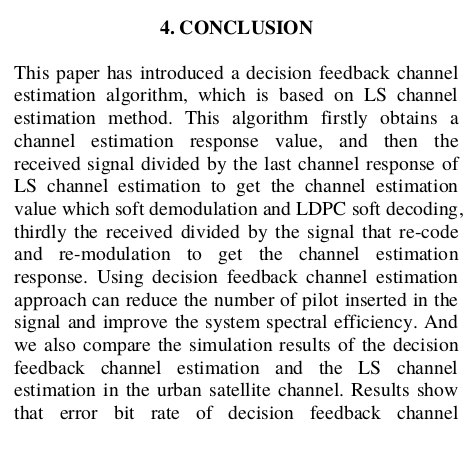 4. CONCLUSION
This paper has introduced a decision feedback channel
estimation algorithm, which is based on LS channel
estimation method. This algorithm firstly obtains a
channel estimation response value, and then the
received signal divided by the last channel response of
LS channel estimation to get the channel estimation
value which soft demodulation and LDPC soft decoding,
thirdly the received divided by the signal that re-code
and re-modulation to get the channel estimation
response. Using decision feedback channel estimation
approach can reduce the number of pilot inserted in the
signal and improve the system spectral efficiency. And
we also compare the simulation results of the decision
feedback channel estimation and the LS channel
estimation in the urban satellite channel. Results show
that error bit rate of decision feedback channel